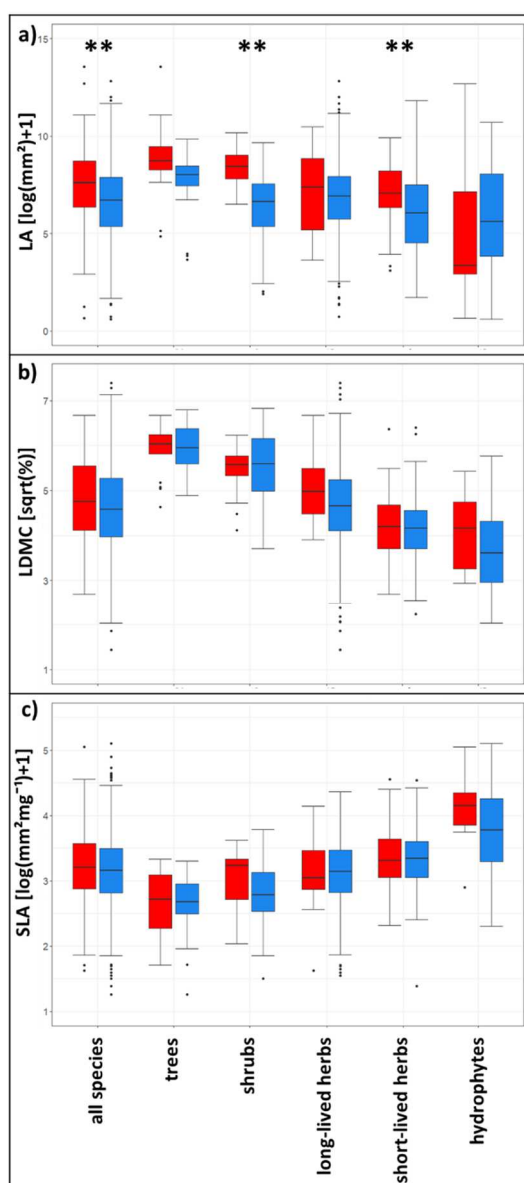 a)
** ** **
LA [log(mm²)+1]
15
10
5
0
b)
LDMC [sqrt(%)]
7
5
3
1
c)
SLA [log(mm²mg⁻¹)+1]
5
4
3
2
1
all species
trees
shrubs
long-lived herbs
short-lived herbs
hydrophytes